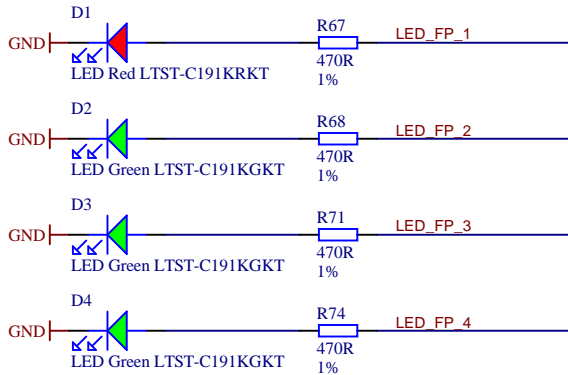 D1
R67
LED_FP_1
GND
470R
LED Red LTST-C191KRKT
1%
D2
R68
LED_FP_2
GND
470R
LED Green LTST-C191KGKT
1%
D3
R71
LED_FP_3
GND
470R
LED Green LTST-C191KGKT
1%
D4
R74
LED_FP_4
GND
470R
LED Green LTST-C191KGKT
1%